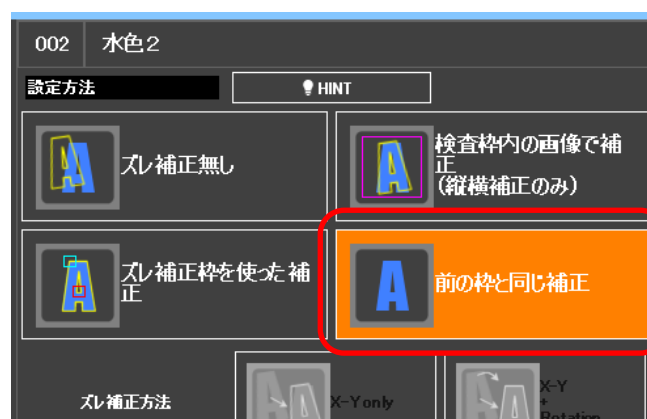 002 水色2
設定方法 HINT
ズレ補正無し
検査枠内の画像で補
正
(縦横補正のみ)
ズレ補正枠を使った補
正
前の枠と同じ補正
ズレ補正方法
X-Y only
X-Y
+
Rotation